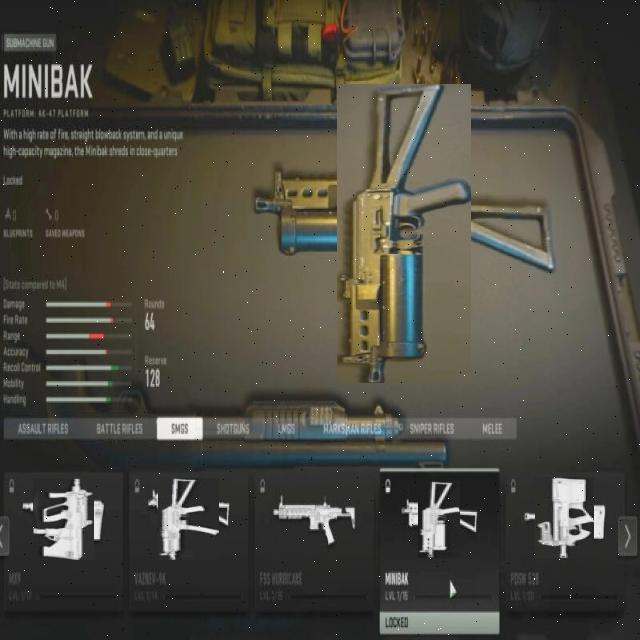 SUBMACHINE GUN
MINIBAK
PLATFORM: AK-47 PLATFORM
With a high rate of fire, straight blowback system, and a unique
high-capacity magazine, the Minibak shreds in close-quarters
Locked
0 0
BLUEPRINTS SAVED WEAPONS
[Stats compared to M4]
Damage
Fire Rate
Range
Accuracy
Recoil Control
Mobility
Handling
Rounds
64
Reserve
128
ASSAULT RIFLES BATTLE RIFLES SMGS SHOTGUNS LMGS MARKSMAN RIFLES SNIPER RIFLES MELEE
VAZNEV-9K FSS HURRICANE MINIBAK
LVL 1/15
LOCKED